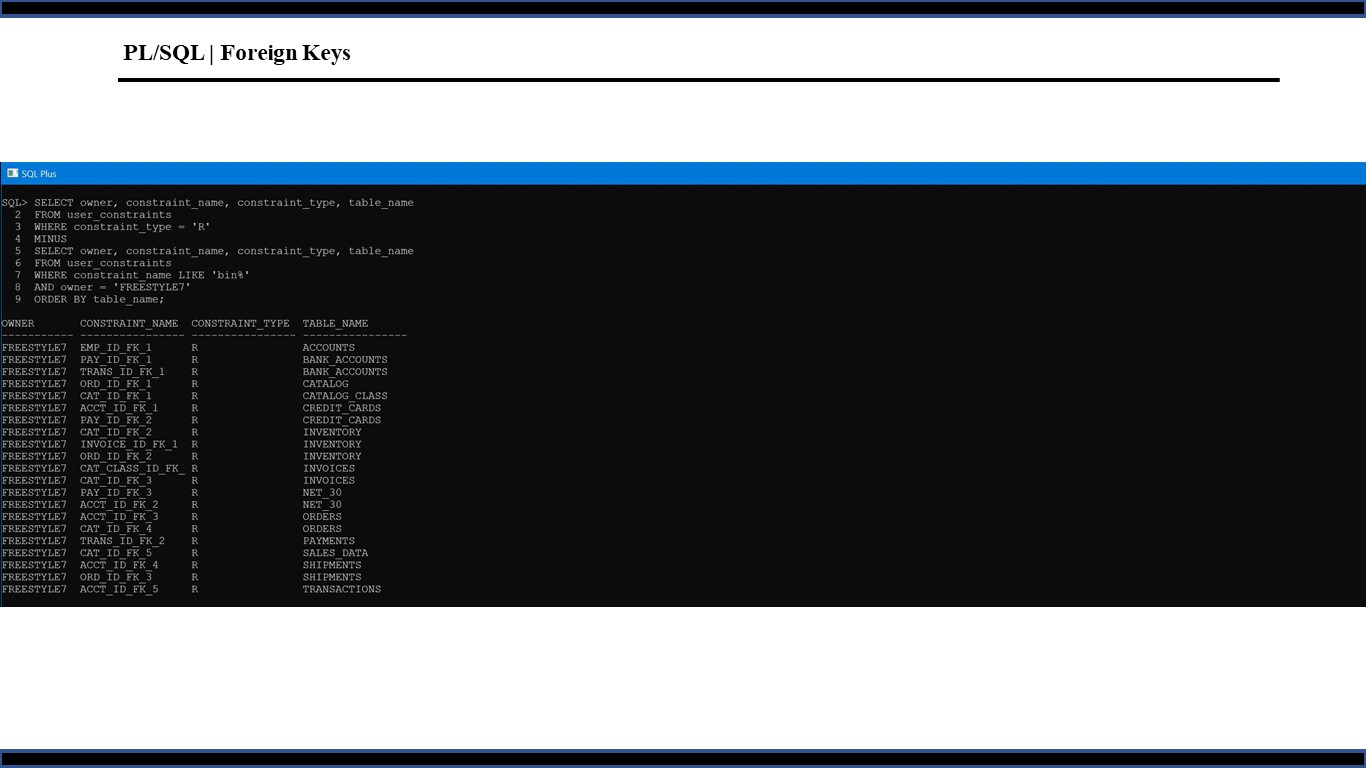 PL/SQL | Foreign Keys
SQL Plus
SQL> SELECT owner, constraint_name, constraint_type, table_name
2 FROM user_constraints
3 WHERE constraint_type = 'R'
4 MINUS
5 SELECT owner, constraint_name, constraint_type, table_name
6 FROM user_constraints
7 WHERE constraint_name LIKE 'bin%'
8 AND owner = 'FREESTYLE7'
9 ORDER BY table_name;
OWNER CONSTRAINT_NAME CONSTRAINT_TYPE TABLE_NAME
----------- ---------------- ---------------- ----------------
FREESTYLE7 EMP_ID_FK_1 R ACCOUNTS
FREESTYLE7 PAY_ID_FK_1 R BANK_ACCOUNTS
FREESTYLE7 TRANS_ID_FK_1 R BANK_ACCOUNTS
FREESTYLE7 ORD_ID_FK_1 R CATALOG
FREESTYLE7 CAT_ID_FK_1 R CATALOG_CLASS
FREESTYLE7 ACCT_ID_FK_1 R CREDIT_CARDS
FREESTYLE7 PAY_ID_FK_2 R CREDIT_CARDS
FREESTYLE7 CAT_ID_FK_2 R INVENTORY
FREESTYLE7 INVOICE_ID_FK_1 R INVENTORY
FREESTYLE7 ORD_ID_FK_2 R INVENTORY
FREESTYLE7 CAT_CLASS_ID_FK_ R INVOICES
FREESTYLE7 CAT_ID_FK_3 R INVOICES
FREESTYLE7 PAY_ID_FK_3 R NET_30
FREESTYLE7 ACCT_ID_FK_2 R NET_30
FREESTYLE7 ACCT_ID_FK_3 R ORDERS
FREESTYLE7 CAT_ID_FK_4 R ORDERS
FREESTYLE7 TRANS_ID_FK_2 R PAYMENTS
FREESTYLE7 CAT_ID_FK_5 R SALES_DATA
FREESTYLE7 ACCT_ID_FK_4 R SHIPMENTS
FREESTYLE7 ORD_ID_FK_3 R SHIPMENTS
FREESTYLE7 ACCT_ID_FK_5 R TRANSACTIONS